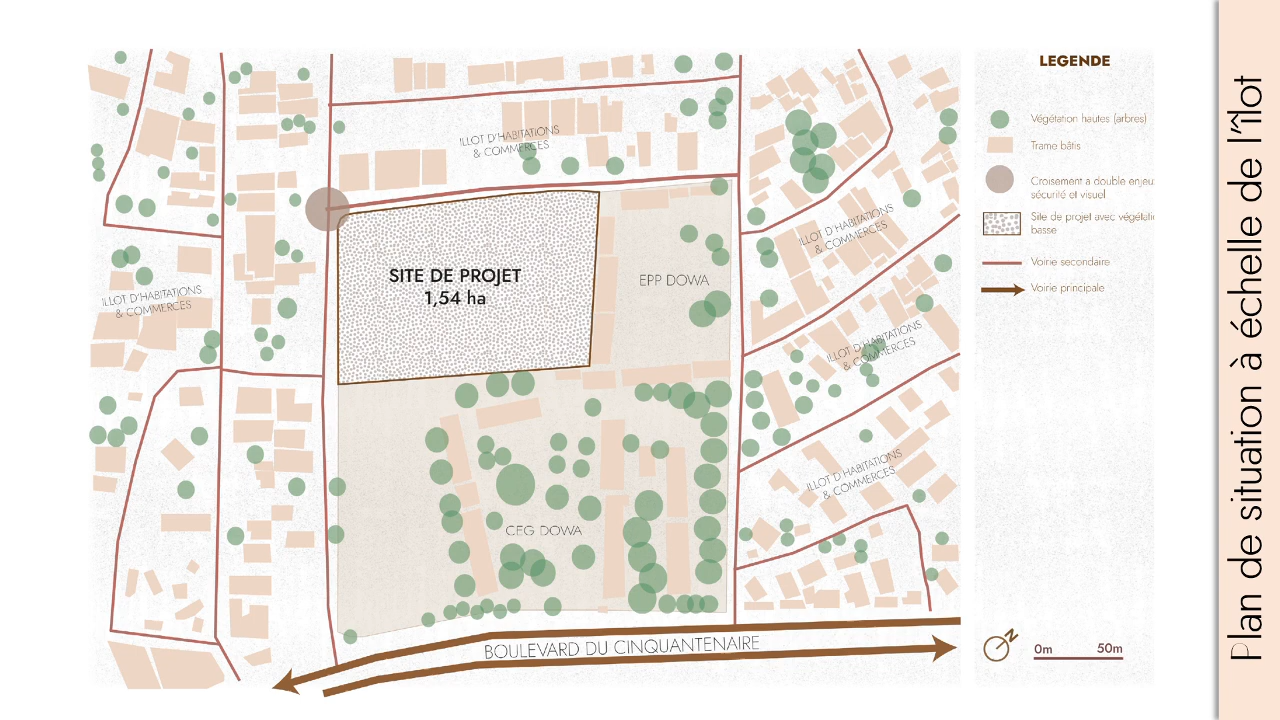 ILLOT D'HABITATIONS
& COMMERCES
SITE DE PROJET
1,54 ha
EPP DOWA
ILLOT D'HABITATIONS
& COMMERCES
ILLOT D'HABITATIONS
& COMMERCES
ILLOT D'HABITATIONS
& COMMERCES
ILLOT D'HABITATIONS
& COMMERCES
CEG DOWA
BOULEVARD DU CINQUANTENAIRE
LEGENDE
Végétation hautes (arbres)
Trame bâtis
Croisement a double enjeu
sécurité et visuel
Site de projet avec végétatio
basse
Voirie secondaire
Voirie principale
N
0m 50m
Plan de situation à échelle de l'îlot